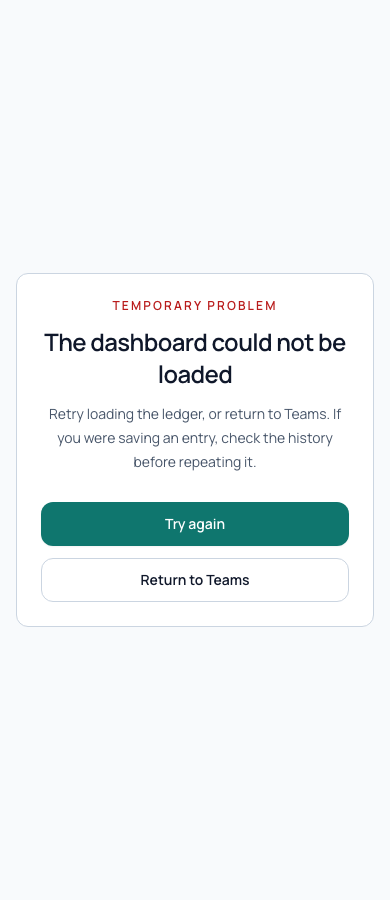 TEMPORARY PROBLEM
The dashboard could not be
loaded
Retry loading the ledger, or return to Teams. If
you were saving an entry, check the history
before repeating it.
Try again
Return to Teams